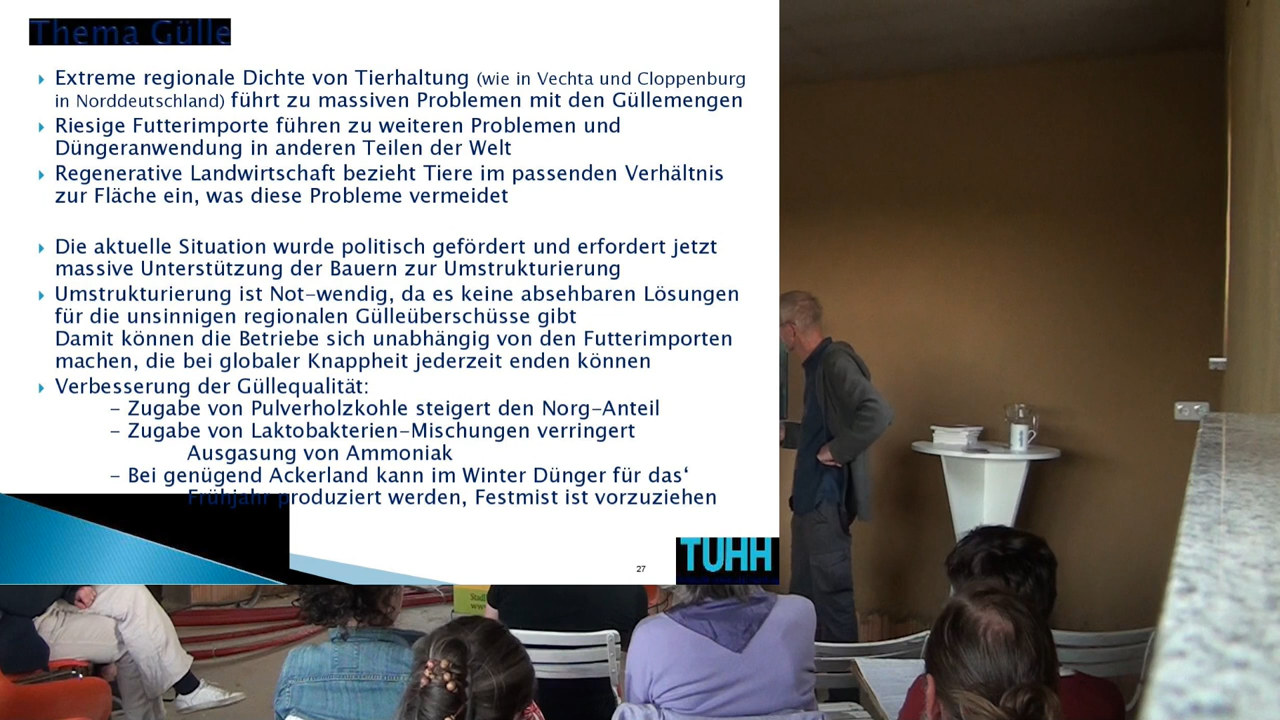 Thema Gülle
Extreme regionale Dichte von Tierhaltung (wie in Vechta und Cloppenburg
in Norddeutschland) führt zu massiven Problemen mit den Güllemengen
Riesige Futterimporte führen zu weiteren Problemen und
Düngeranwendung in anderen Teilen der Welt
Regenerative Landwirtschaft bezieht Tiere im passenden Verhältnis
zur Fläche ein, was diese Probleme vermeidet
Die aktuelle Situation wurde politisch gefördert und erfordert jetzt
massive Unterstützung der Bauern zur Umstrukturierung
Umstrukturierung ist Not-wendig, da es keine absehbaren Lösungen
für die unsinnigen regionalen Gülleüberschüsse gibt
Damit können die Betriebe sich unabhängig von den Futterimporten
machen, die bei globaler Knappheit jederzeit enden können
Verbesserung der Güllequalität:
- Zugabe von Pulverholzkohle steigert den Norg-Anteil
- Zugabe von Laktobakterien-Mischungen verringert
Ausgasung von Ammoniak
- Bei genügend Ackerland kann im Winter Dünger für das‘
Frühjahr produziert werden, Festmist ist vorzuziehen
27
TUHH